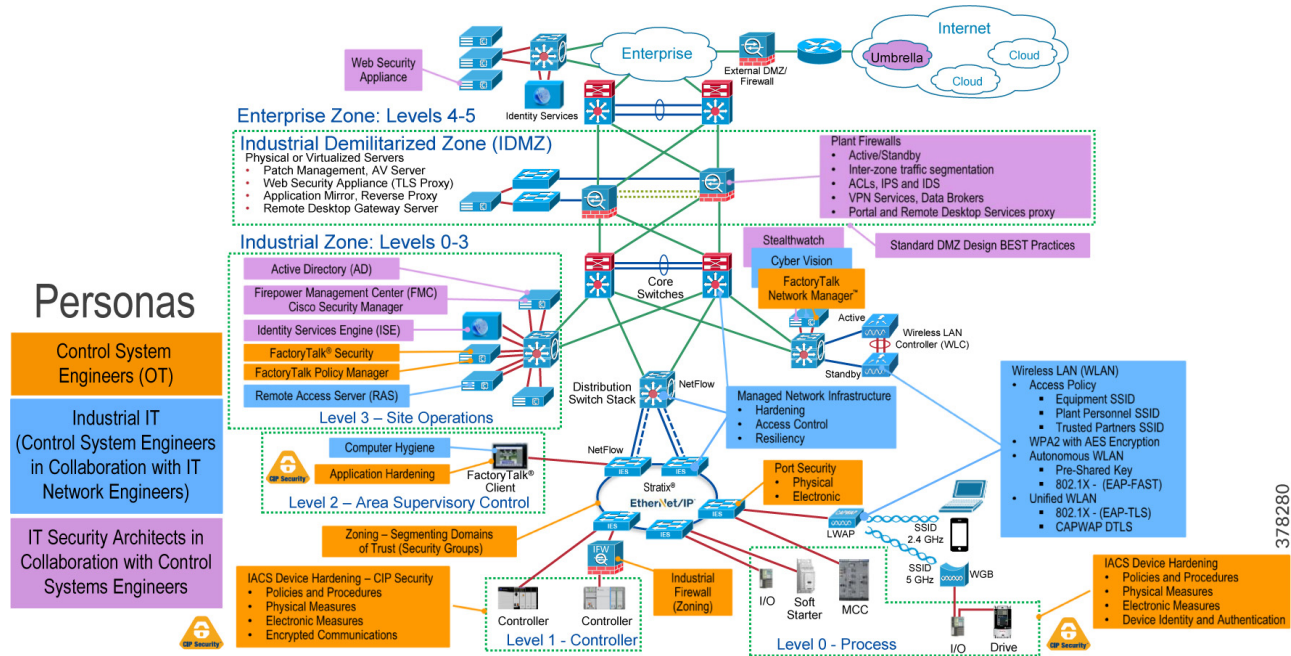 Internet
Enterprise
Umbrella
Cloud
Cloud
Web Security
Appliance
External DMZ/
Firewall
Identity Services
Enterprise Zone: Levels 4-5
Industrial Demilitarized Zone (IDMZ)
Physical or Virtualized Servers
• Patch Management, AV Server
• Web Security Appliance (TLS Proxy)
• Application Mirror, Reverse Proxy
• Remote Desktop Gateway Server
Plant Firewalls
• Active/Standby
• Inter-zone traffic segmentation
• ACLs, IPS and IDS
• VPN Services, Data Brokers
• Portal and Remote Desktop Services proxy
Standard DMZ Design BEST Practices
Industrial Zone: Levels 0-3
Active Directory (AD)
Firepower Management Center (FMC)
Cisco Security Manager
Identity Services Engine (ISE)
FactoryTalk® Security
FactoryTalk Policy Manager
Remote Access Server (RAS)
Level 3 – Site Operations
Core
Switches
Stealthwatch
Cyber Vision
FactoryTalk
Network Manager™
Active
Wireless LAN
Controller (WLC)
Standby
Personas
Control System
Engineers (OT)
Industrial IT
(Control System Engineers
in Collaboration with IT
Network Engineers)
IT Security Architects in
Collaboration with Control
Systems Engineers
Distribution
Switch Stack
NetFlow
Managed Network Infrastructure
• Hardening
• Access Control
• Resiliency
Wireless LAN (WLAN)
• Access Policy
▪ Equipment SSID
▪ Plant Personnel SSID
▪ Trusted Partners SSID
• WPA2 with AES Encryption
• Autonomous WLAN
▪ Pre-Shared Key
▪ 802.1X - (EAP-FAST)
• Unified WLAN
▪ 802.1X - (EAP-TLS)
▪ CAPWAP DTLS
Computer Hygiene
Application Hardening
CIP Security
FactoryTalk®
Client
Level 2 – Area Supervisory Control
NetFlow
IES
IES
Stratix®
EtherNet/IP™
IES
IES
IES
Port Security
• Physical
• Electronic
LWAP
SSID
2.4 GHz
SSID
5 GHz
WGB
Zoning – Segmenting Domains
of Trust (Security Groups)
IFW
Industrial
Firewall
(Zoning)
IACS Device Hardening – CIP Security
• Policies and Procedures
• Physical Measures
• Electronic Measures
• Encrypted Communications
CIP Security
Controller
Controller
Level 1 - Controller
I/O
Soft
Starter
MCC
Level 0 - Process
I/O
Drive
IACS Device Hardening
• Policies and Procedures
• Physical Measures
• Electronic Measures
• Device Identity and Authentication
CIP Security
378280